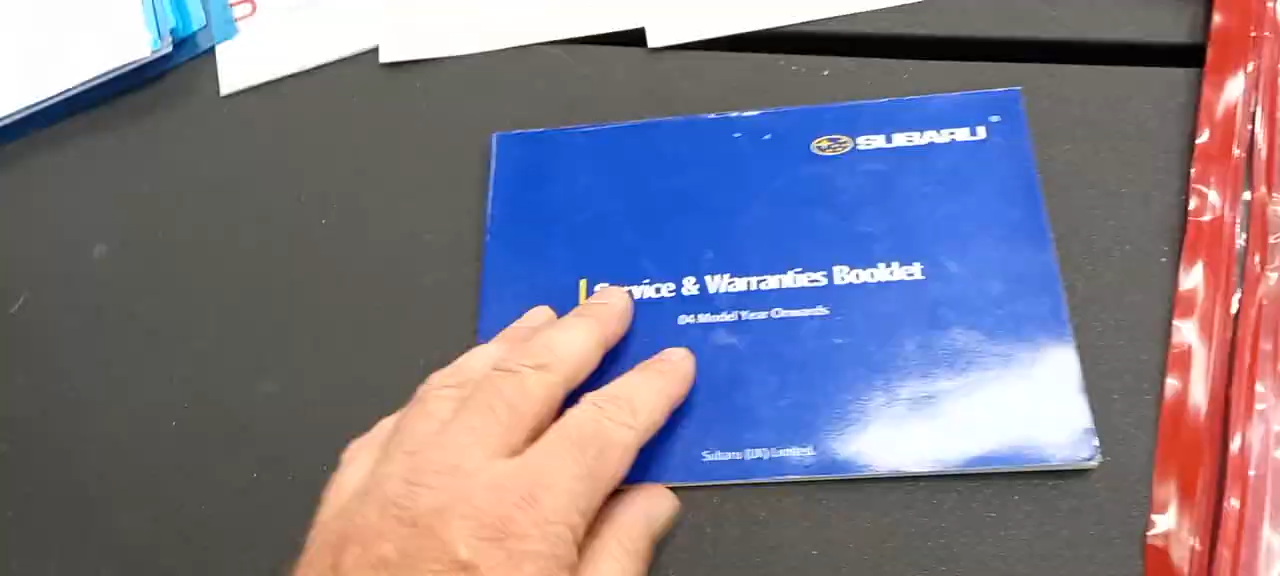 SUBARU
Service & Warranties Booklet
04 Model Year Onwards
Subaru (UK) Limited.